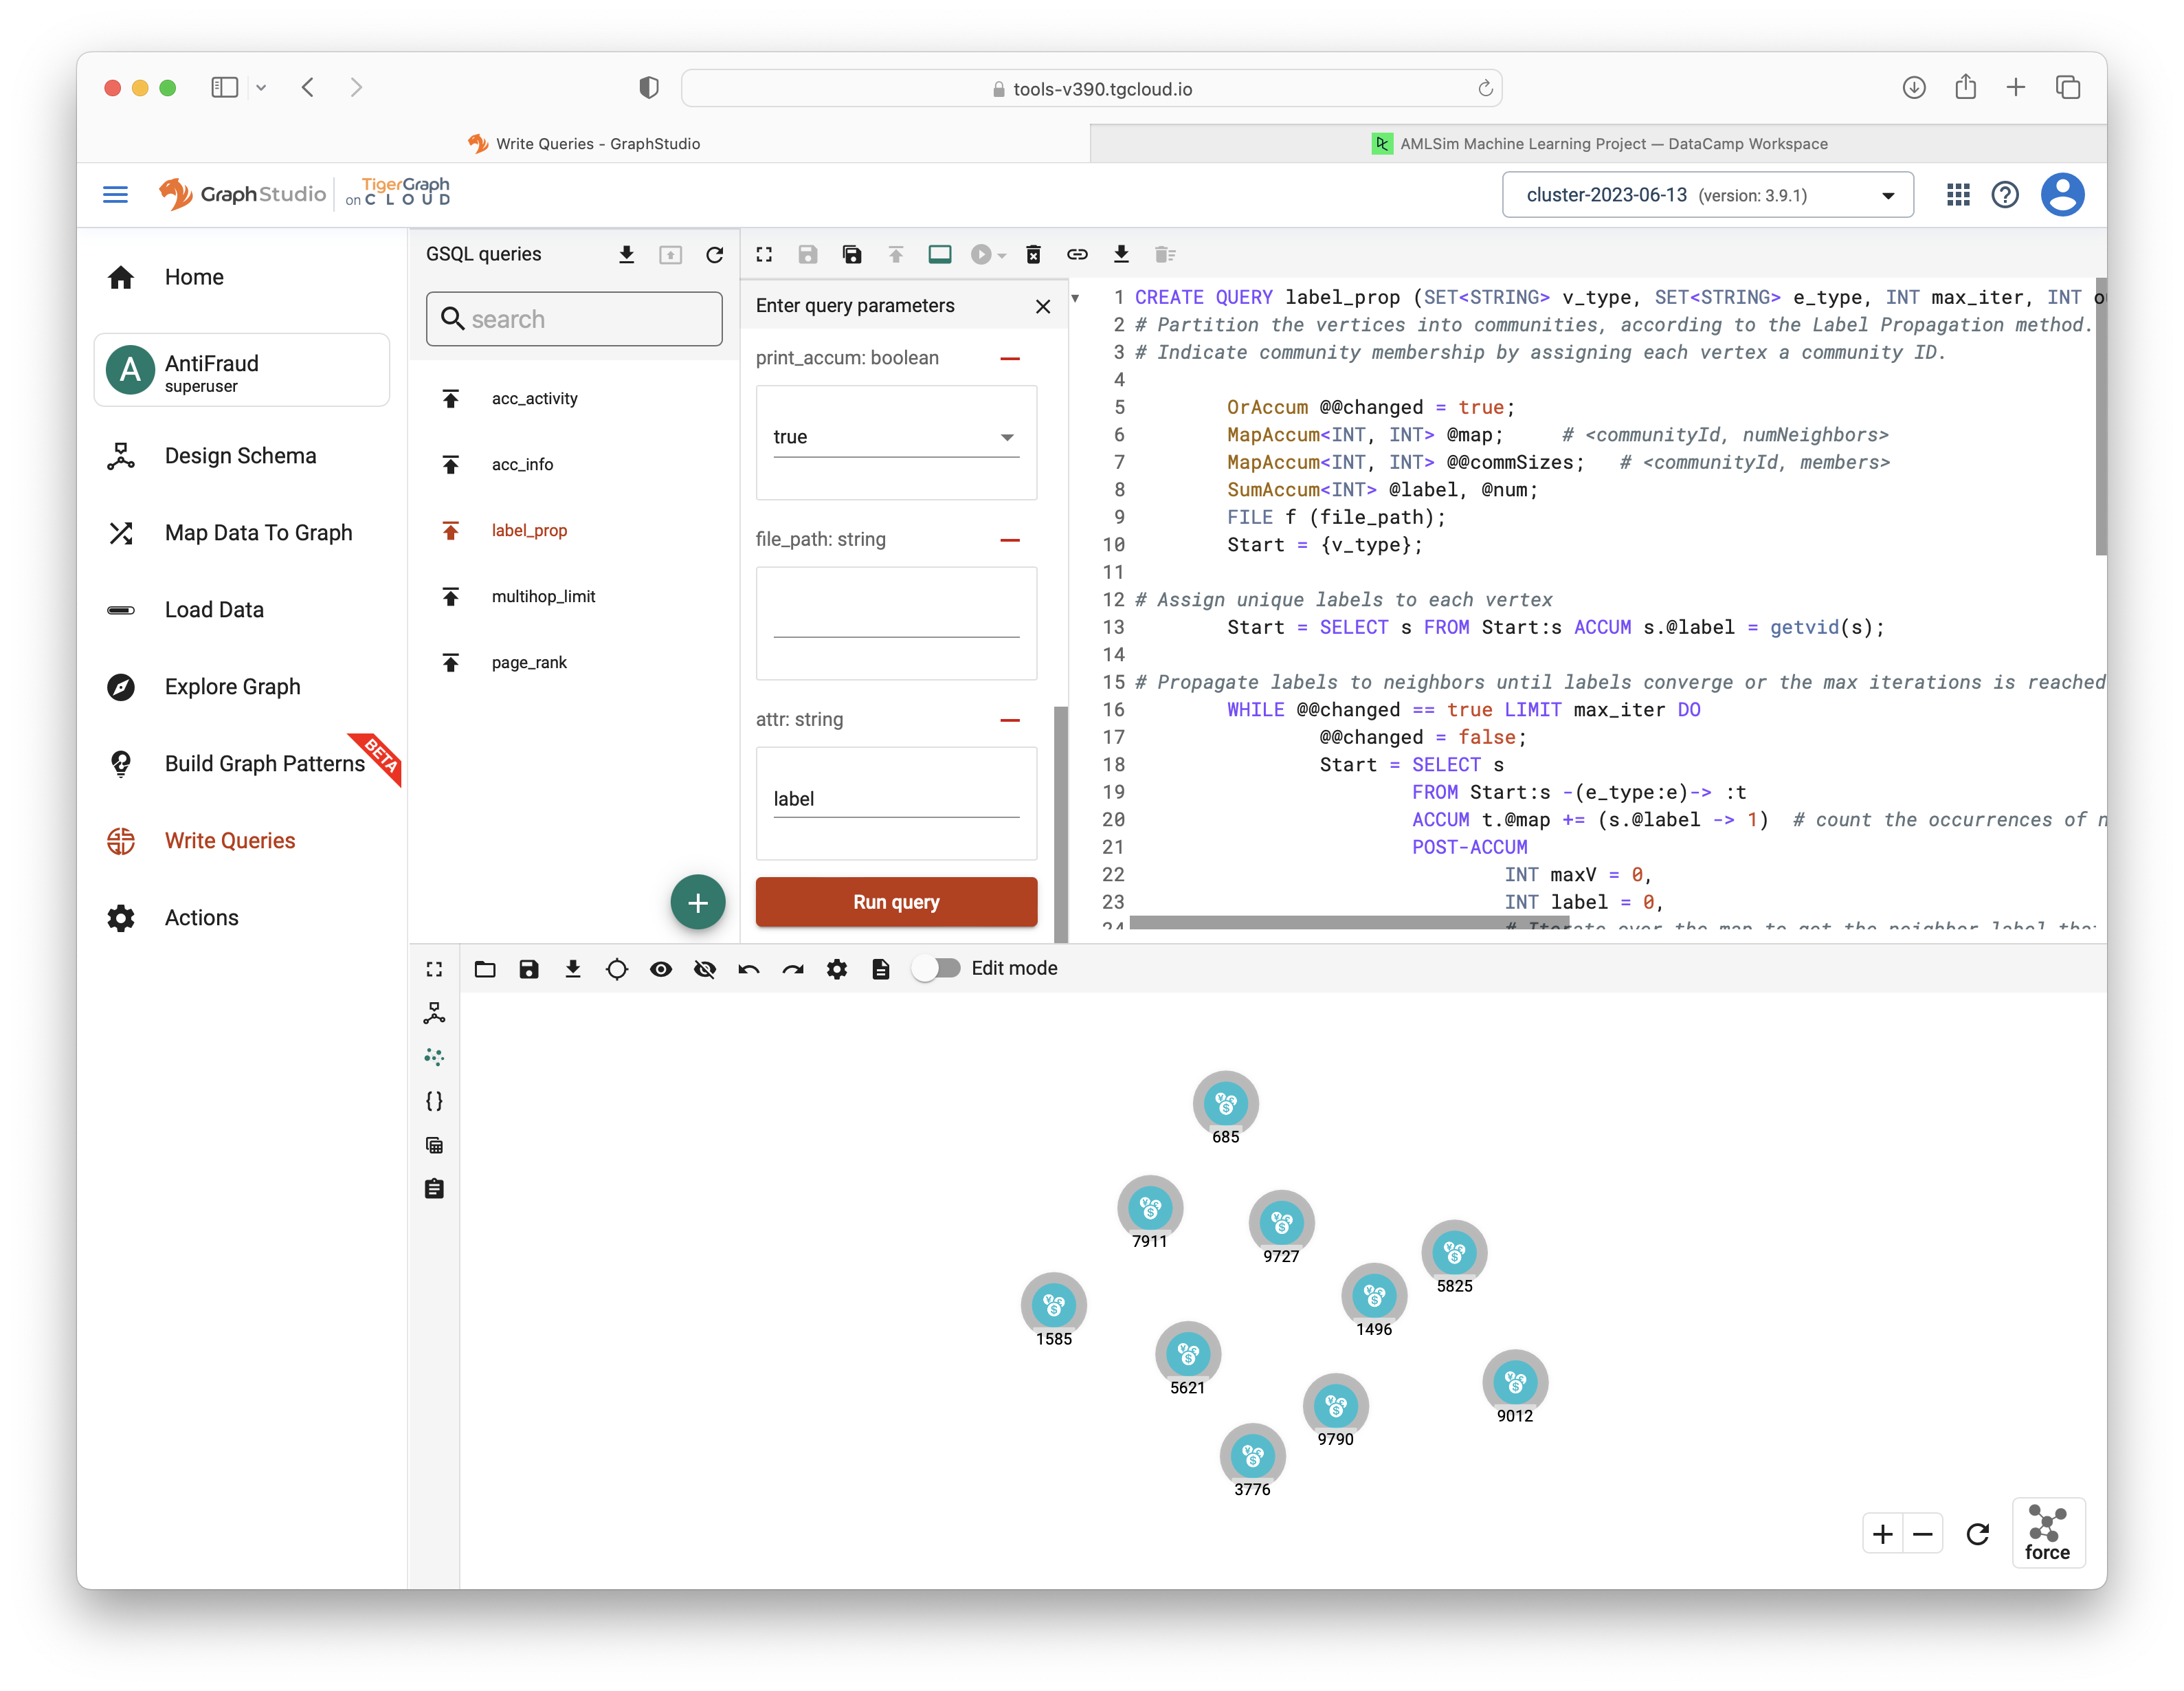 tools-v390.tgcloud.io
Write Queries - GraphStudio
AMLSim Machine Learning Project — DataCamp Workspace
GraphStudio
TigerGraph
on CLOUD
cluster-2023-06-13 (version: 3.9.1)
Home
A
AntiFraud
superuser
Design Schema
Map Data To Graph
Load Data
Explore Graph
Build Graph Patterns
BETA
Write Queries
Actions
GSQL queries
search
acc_activity
acc_info
label_prop
multihop_limit
page_rank
Enter query parameters
print_accum: boolean
true
file_path: string
attr: string
label
Run query
1 CREATE QUERY label_prop (SET<STRING> v_type, SET<STRING> e_type, INT max_iter, INT
2 # Partition the vertices into communities, according to the Label Propagation method.
3 # Indicate community membership by assigning each vertex a community ID.
4
5 OrAccum @@changed = true;
6 MapAccum<INT, INT> @map; # <communityId, numNeighbors>
7 MapAccum<INT, INT> @@commSizes; # <communityId, members>
8 SumAccum<INT> @label, @num;
9 FILE f (file_path);
10 Start = {v_type};
11
12 # Assign unique labels to each vertex
13 Start = SELECT s FROM Start:s ACCUM s.@label = getvid(s);
14
15 # Propagate labels to neighbors until labels converge or the max iterations is reached
16 WHILE @@changed == true LIMIT max_iter DO
17 @@changed = false;
18 Start = SELECT s
19 FROM Start:s -(e_type:e)-> :t
20 ACCUM t.@map += (s.@label -> 1) # count the occurrences of
21 POST-ACCUM
22 INT maxV = 0,
23 INT label = 0,
24 # Iterate over the map to get the neighbor label
Edit mode
685
7911
9727
5825
1585
1496
5621
9012
9790
3776
force